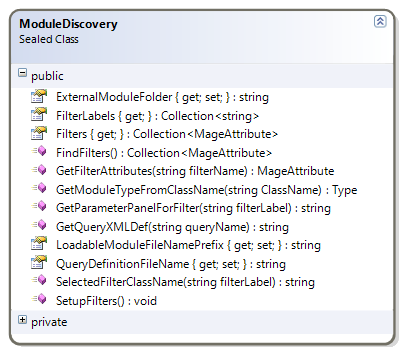 ModuleDiscovery
Sealed Class
public
ExternalModuleFolder { get; set; } : string
FilterLabels { get; } : Collection<string>
Filters { get; } : Collection<MageAttribute>
FindFilters() : Collection<MageAttribute>
GetFilterAttributes(string filterName) : MageAttribute
GetModuleTypeFromClassName(string ClassName) : Type
GetParameterPanelForFilter(string filterLabel) : string
GetQueryXMLDef(string queryName) : string
LoadableModuleFileNamePrefix { get; set; } : string
QueryDefinitionFileName { get; set; } : string
SelectedFilterClassName(string filterLabel) : string
SetupFilters() : void
private